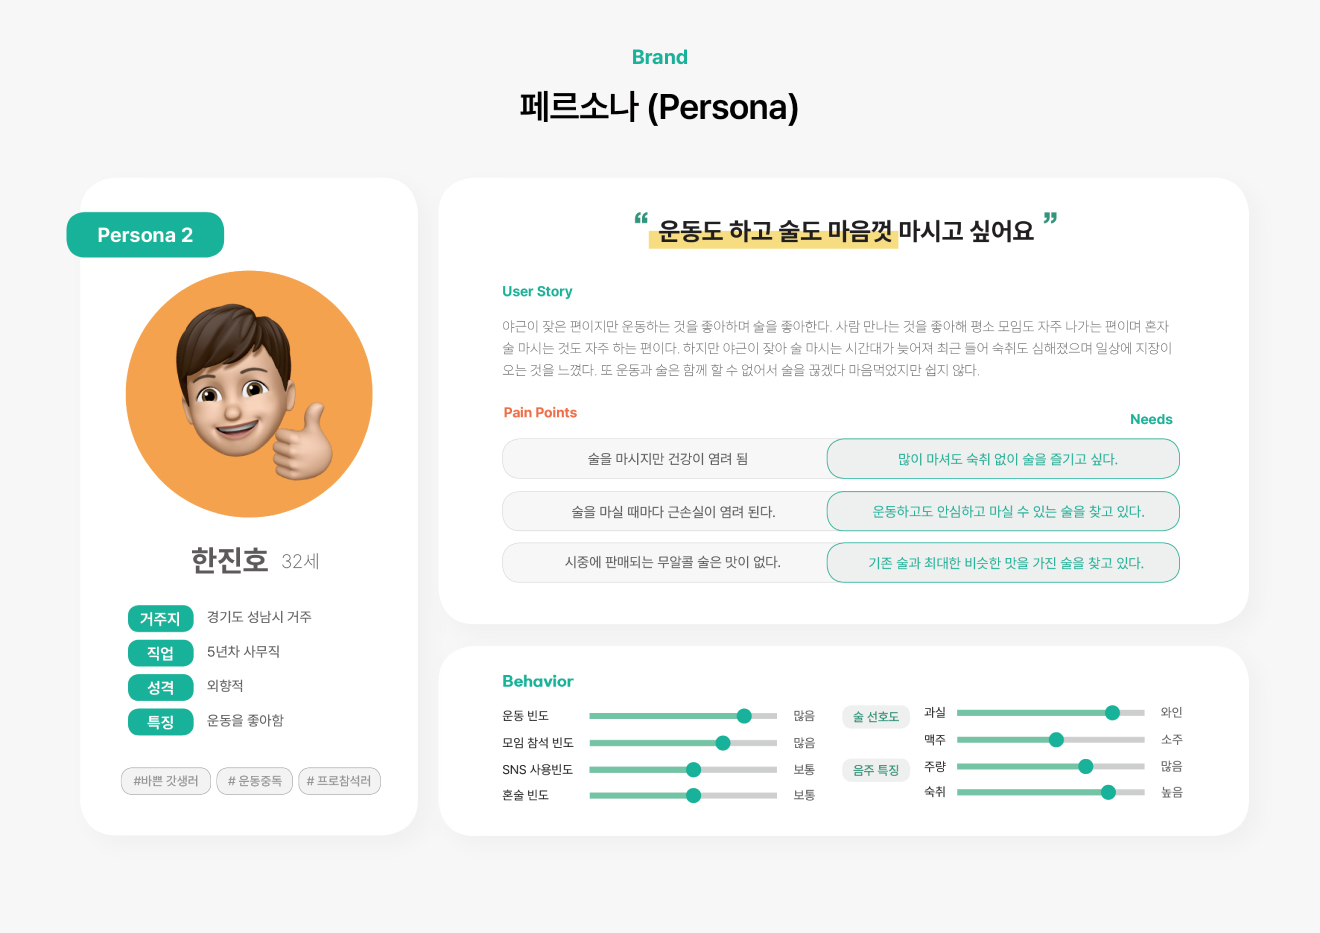 Brand
페르소나 (Persona)
Persona 2
한진호 32세
거주지 경기도 성남시 거주
직업 5년차 사무직
성격 외향적
특징 운동을 좋아함
#바쁜 갓생러 # 운동중독 # 프로참석러
“ 운동도 하고 술도 마음껏 마시고 싶어요 ”
User Story
야근이 잦은 편이지만 운동하는 것을 좋아하며 술을 좋아한다. 사람 만나는 것을 좋아해 평소 모임도 자주 나가는 편이며 혼자
술 마시는 것도 자주 하는 편이다. 하지만 야근이 잦아 술 마시는 시간대가 늦어져 최근 들어 숙취도 심해졌으며 일상에 지장이
오는 것을 느꼈다. 또 운동과 술은 함께 할 수 없어서 술을 끊겠다 마음먹었지만 쉽지 않다.
Pain Points Needs
술을 마시지만 건강이 염려 됨 많이 마셔도 숙취 없이 술을 즐기고 싶다.
술을 마실 때마다 근손실이 염려 된다. 운동하고도 안심하고 마실 수 있는 술을 찾고 있다.
시중에 판매되는 무알콜 술은 맛이 없다. 기존 술과 최대한 비슷한 맛을 가진 술을 찾고 있다.
Behavior
운동 빈도 많음
모임 참석 빈도 많음
SNS 사용빈도 보통
혼술 빈도 보통
술 선호도 과실 와인
맥주 소주
음주 특징 주량 많음
숙취 높음